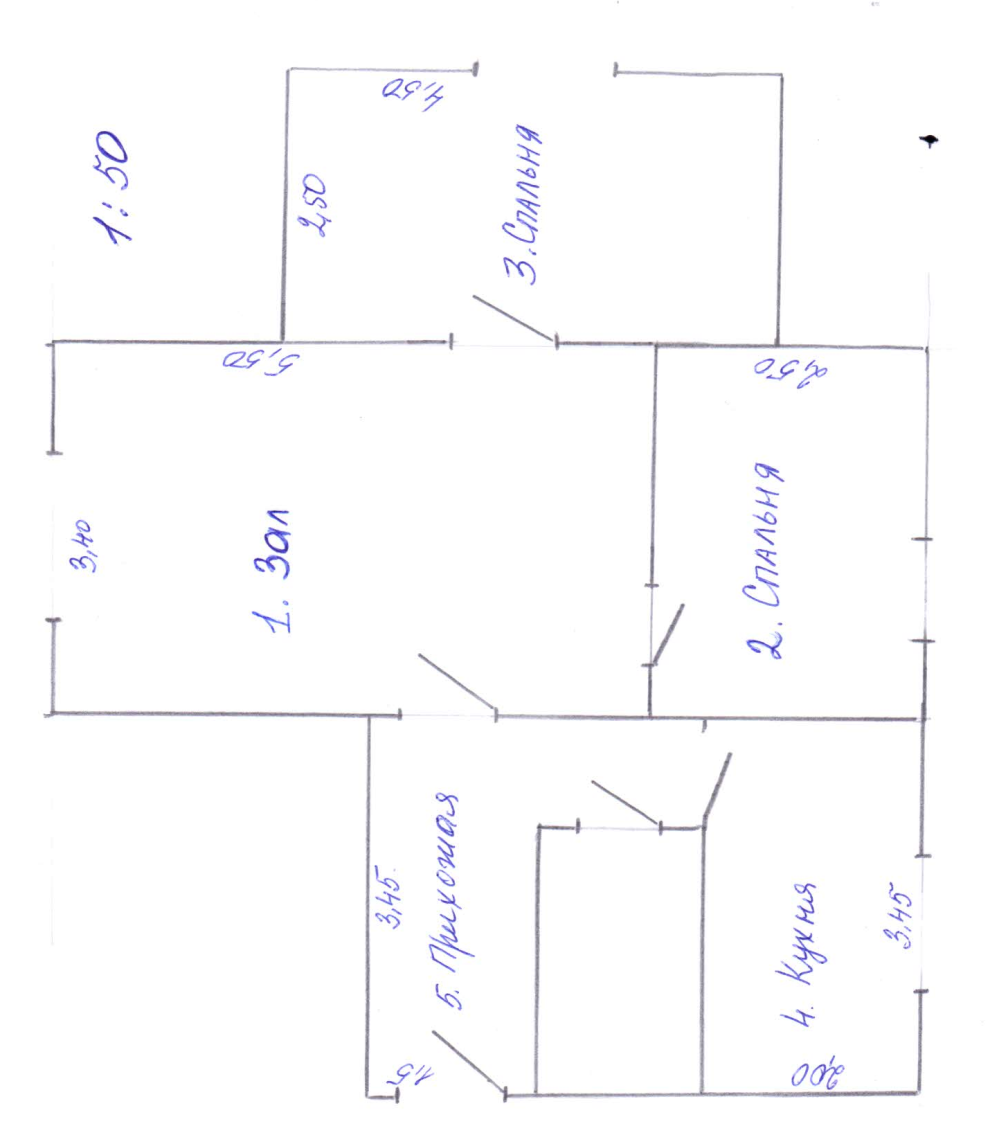 1:50
4,50
2,50
3. Спальня
5,50
2,50
3,40
1. Зал
2. Спальня
3,45.
5. Прихожая
4. Кухня
3,45
1,5
2,00